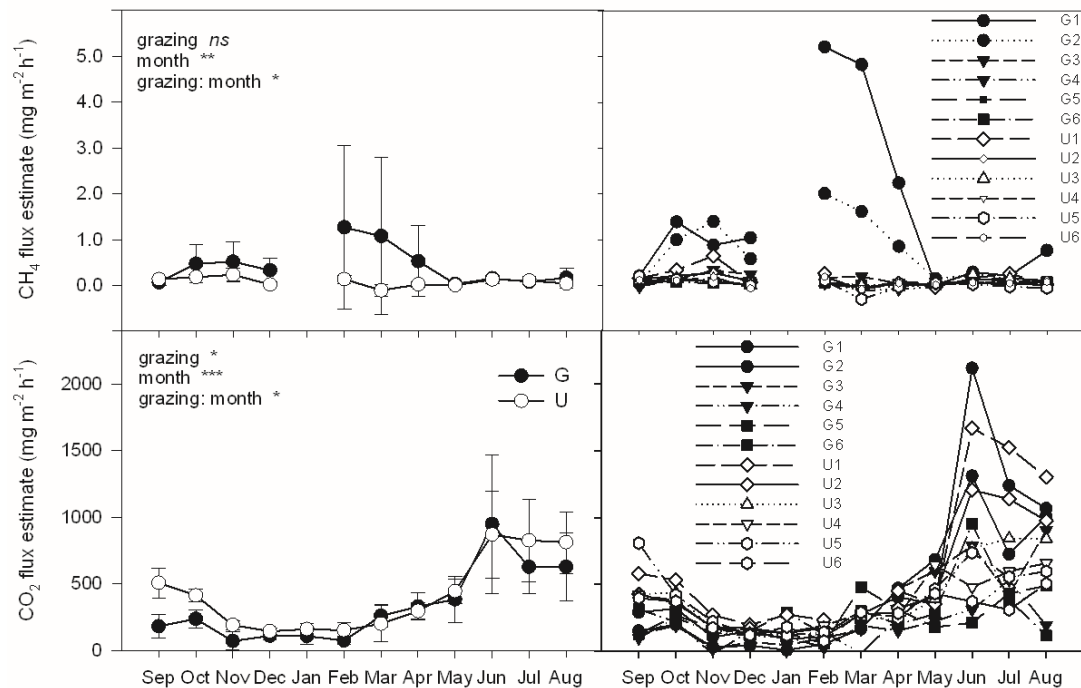 CH4 flux estimate (mg m-2 h-1)
5.0
4.0
3.0
2.0
1.0
0.0
grazing ns
month **
grazing: month *
G1
G2
G3
G4
G5
G6
U1
U2
U3
U4
U5
U6
CO2 flux estimate (mg m-2 h-1)
2000
1500
1000
500
0
grazing *
month ***
grazing: month *
G
U
G1
G2
G3
G4
G5
G6
U1
U2
U3
U4
U5
U6
Sep Oct Nov Dec Jan Feb Mar Apr May Jun Jul Aug
Sep Oct Nov Dec Jan Feb Mar Apr May Jun Jul Aug